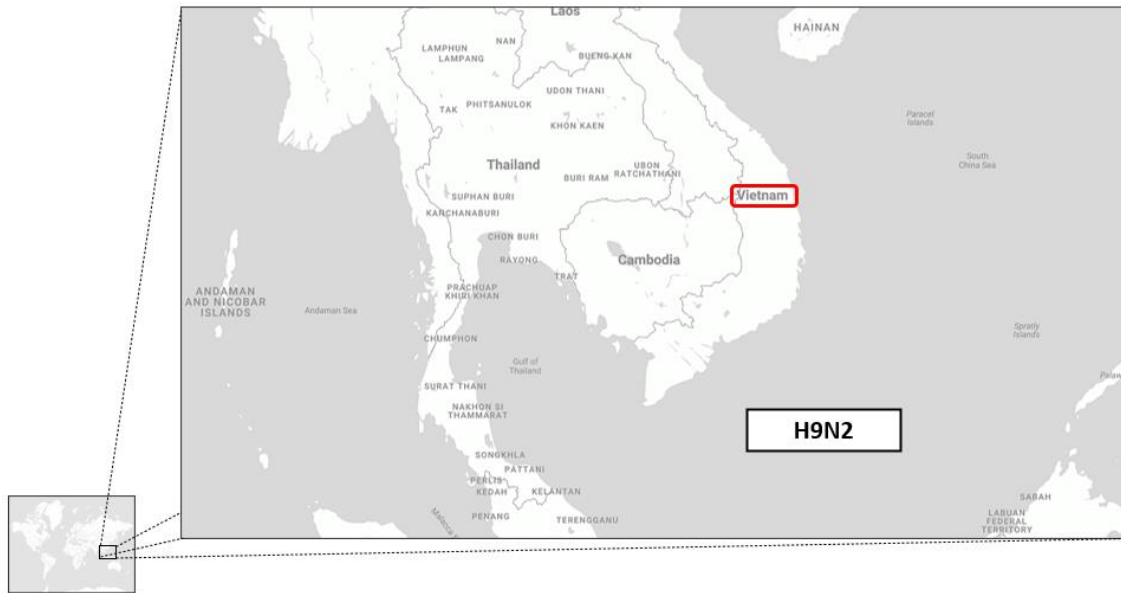 Laos
HAINAN
NAN
LAMPHUN
LAMPANG
BUENG KAN
UDON THANI
TAK
PHITSANULOK
KHON KAEN
Paracel
Islands
South
China Sea
Thailand
BURI RAM
UBON
RATCHATHANI
SUPHAN BURI
Vietnam
KANCHANABURI
CHON BURI
RAYONG
Cambodia
TRAT
ANDAMAN
AND NICOBAR
ISLANDS
PRACHUAP
KHIRI KHAN
Andaman Sea
CHUMPHON
Spratly
Islands
Gulf of
Thailand
SURAT THANI
NAKHON SI
THAMMARAT
H9N2
SONGKHLA
PATTANI
PERLIS
KEDAH
KELANTAN
PENANG
TERENGGANU
Malacca
SABAH
LABUAN
FEDERAL
TERRITORY